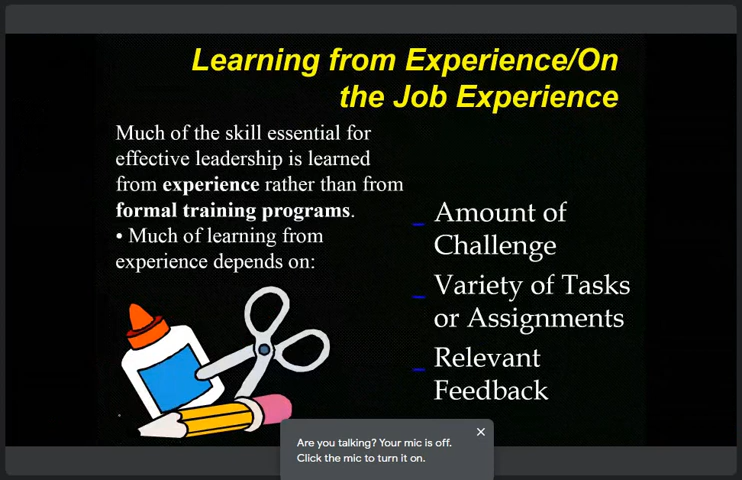 Learning from Experience/On
the Job Experience
Much of the skill essential for
effective leadership is learned
from experience rather than from
formal training programs.
• Much of learning from
experience depends on:
– Amount of
Challenge
– Variety of Tasks
or Assignments
– Relevant
Feedback
Are you talking? Your mic is off.
Click the mic to turn it on.